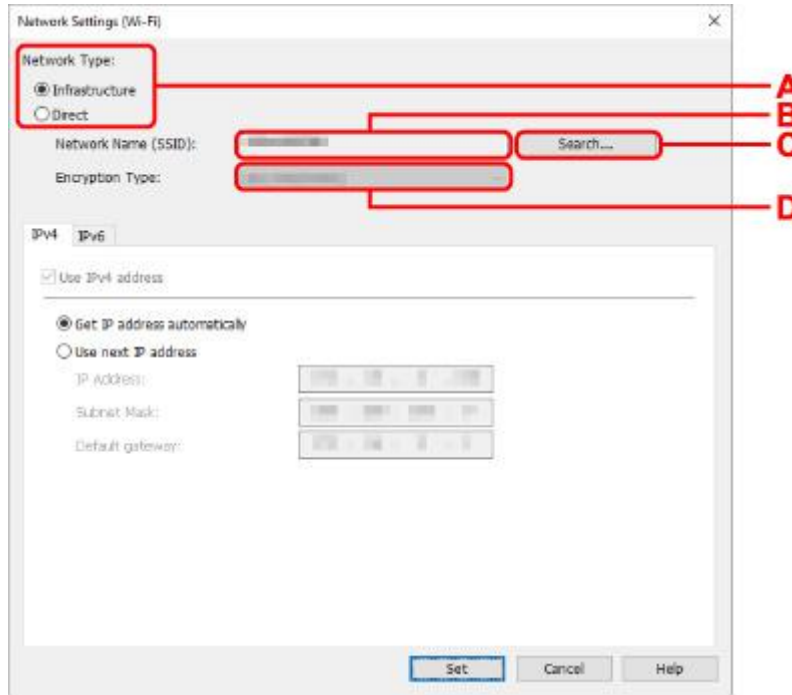 Network Settings (Wi-Fi)
Network Type:
Infrastructure
Direct
A
B
Network Name (SSID):
Search...
C
Encryption Type:
D
IPv4 IPv6
Use IPv4 address
Get IP address automatically
Use next IP address
IP Address:
Subnet Mask:
Default gateway:
Set Cancel Help